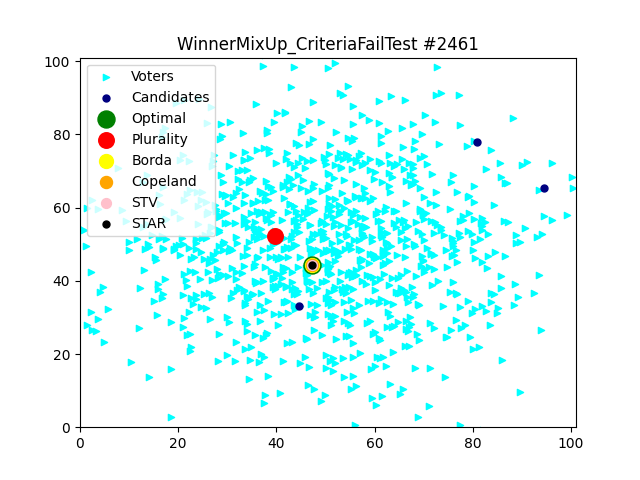 WinnerMixUp_CriteriaFailTest #2461
Voters
Candidates
Optimal
Plurality
Borda
Copeland
STV
STAR
100
80
60
40
20
0
0 20 40 60 80 100